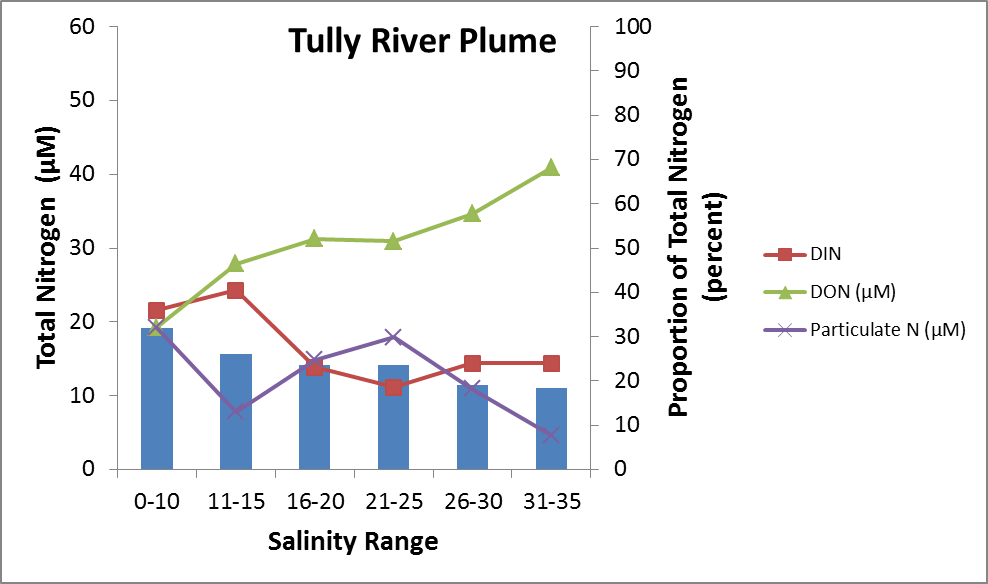 Tully River Plume
Total Nitrogen (µM)
60
50
40
30
20
10
0
100
90
80
70
60
50
40
30
20
10
0
Proportion of Total Nitrogen
(percent)
0-10 11-15 16-20 21-25 26-30 31-35
Salinity Range
DIN
DON (µM)
Particulate N (µM)